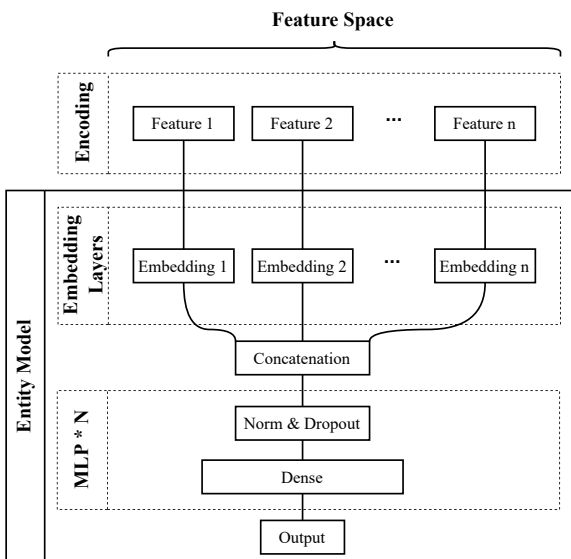 Feature Space
Encoding
Feature 1
Feature 2
...
Feature n
Entity Model
Embedding
Layers
Embedding 1
Embedding 2
...
Embedding n
Concatenation
MLP * N
Norm & Dropout
Dense
Output